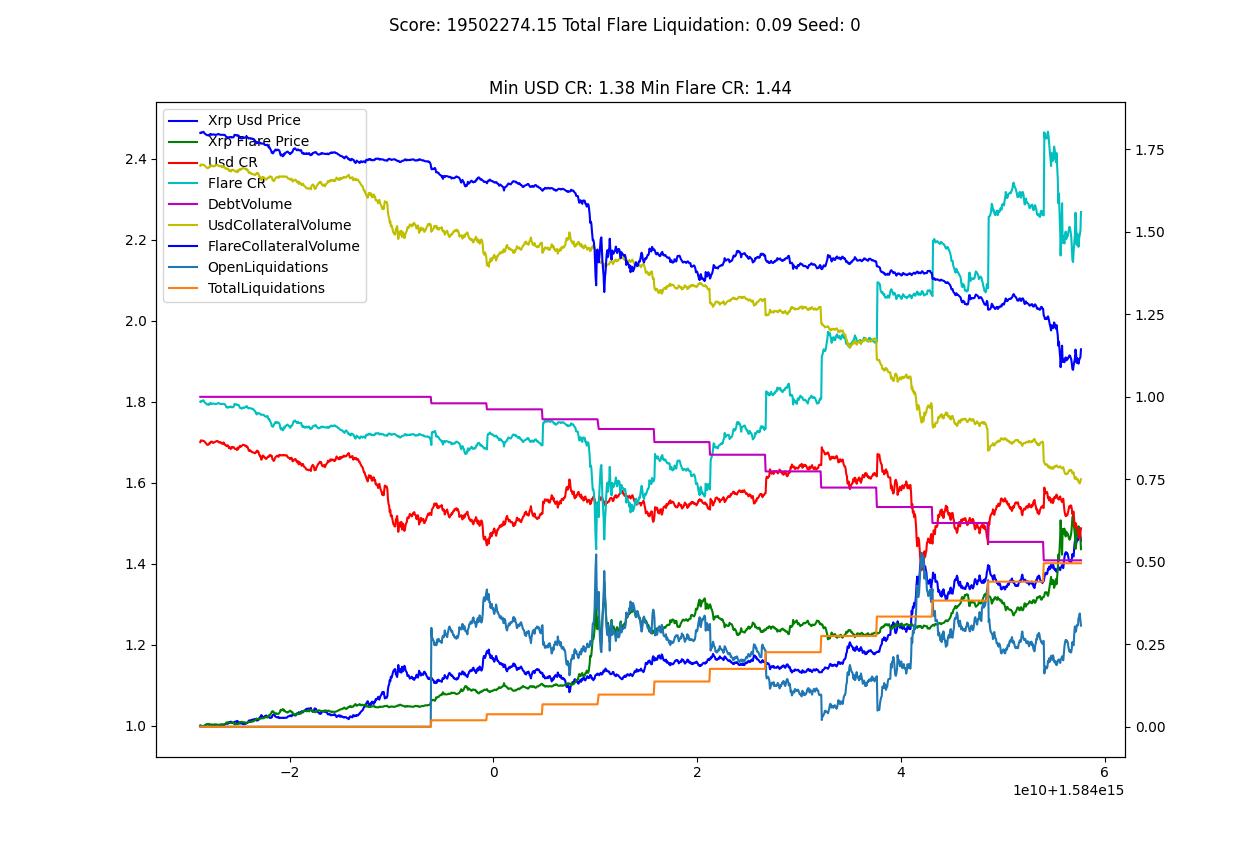 Score: 19502274.15 Total Flare Liquidation: 0.09 Seed: 0
Min USD CR: 1.38 Min Flare CR: 1.44
Xrp Usd Price
Xrp Flare Price
Usd CR
Flare CR
DebtVolume
UsdCollateralVolume
FlareCollateralVolume
OpenLiquidations
TotalLiquidations
2.4
2.2
2.0
1.8
1.6
1.4
1.2
1.0
1.75
1.50
1.25
1.00
0.75
0.50
0.25
0.00
−2
0
2
4
6
1e10+1.584e15